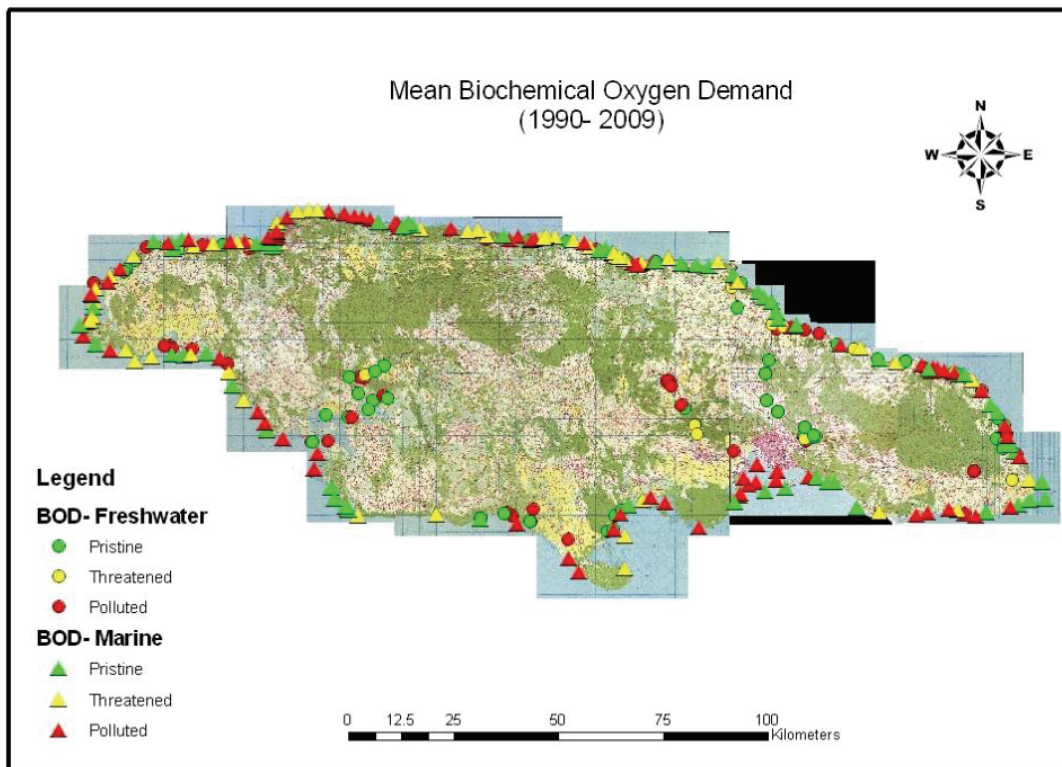 Mean Biochemical Oxygen Demand
(1990- 2009)
N
W
E
S
Legend
BOD- Freshwater
Pristine
Threatened
Polluted
BOD- Marine
Pristine
Threatened
Polluted
0 12.5 25 50 75 100
Kilometers